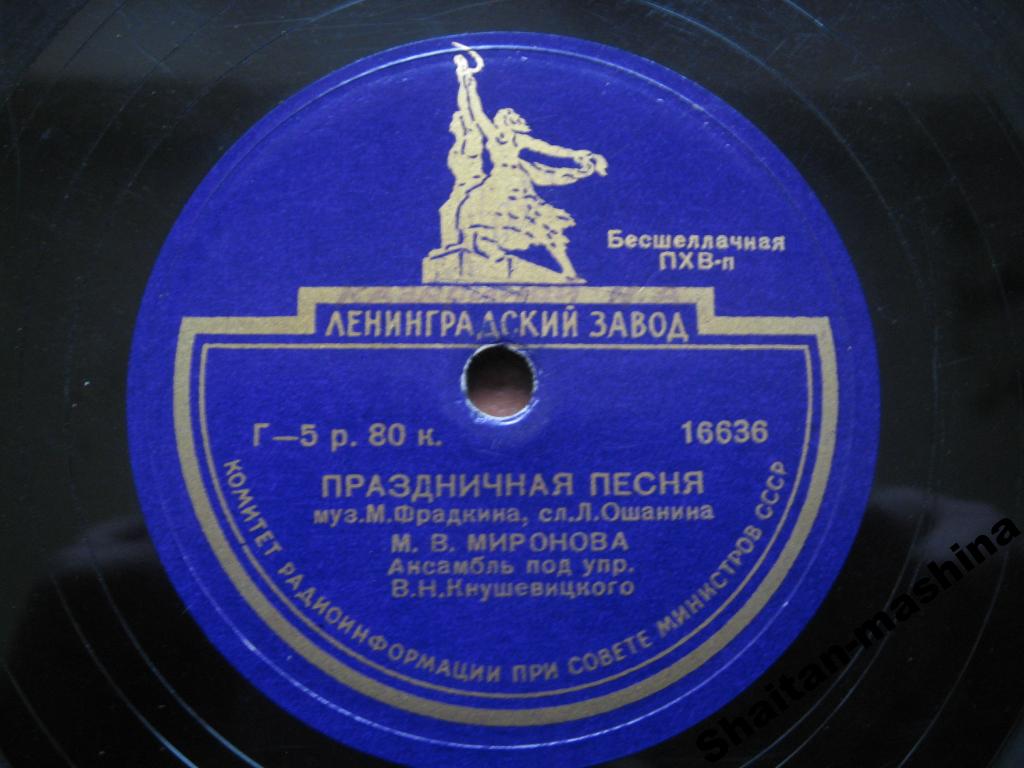 Бесшеллачная
ПХВ-п
ЛЕНИНГРАДСКИЙ ЗАВОД
Г—5 р. 80 к.
16636
ПРАЗДНИЧНАЯ ПЕСНЯ
муз.М.Фрадкина, сл.Л.Ошанина
М. В. МИРОНОВА
Ансамбль под упр.
В.Н.Кнушевицкого
КОМИТЕТ РАДИОИНФОРМАЦИИ ПРИ СОВЕТЕ МИНИСТРОВ СССР
Shaitan-mashina